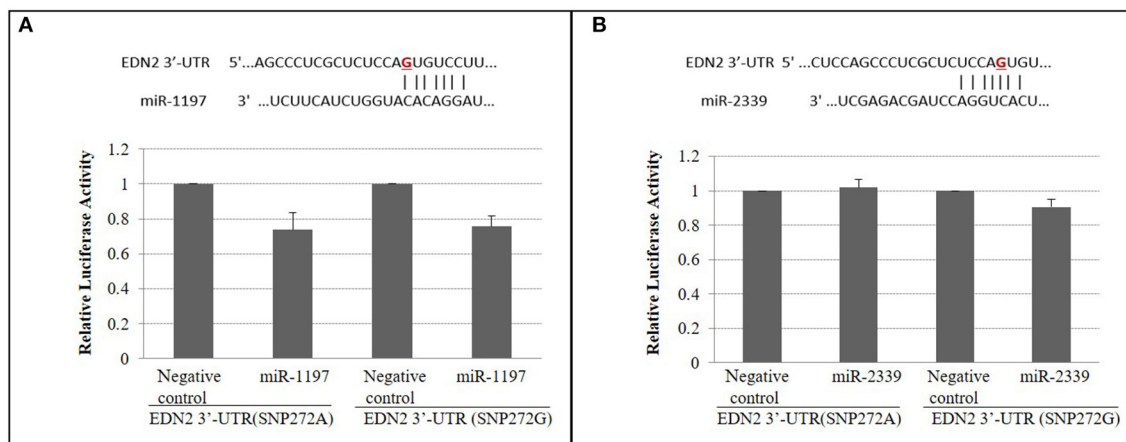 A
EDN2 3'-UTR 5'...AGCCCUCGCUCUCCAGUGUCCUU...
miR-1197 3' ...UCUUCAUCUGGUACACAGGAU...
Relative Luciferase Activity
1.2
1
0.8
0.6
0.4
0.2
0
Negative control
miR-1197
Negative control
miR-1197
EDN2 3'-UTR(SNP272A)
EDN2 3'-UTR (SNP272G)
B
EDN2 3'-UTR 5' ...CUCCAGCCCUCGCUCUCCAGUGU...
miR-2339 3' ...UCGAGACGAUCCAGGUCACU...
Relative Luciferase Activity
1.2
1
0.8
0.6
0.4
0.2
0
Negative control
miR-2339
Negative control
miR-2339
EDN2 3'-UTR(SNP272A)
EDN2 3'-UTR (SNP272G)